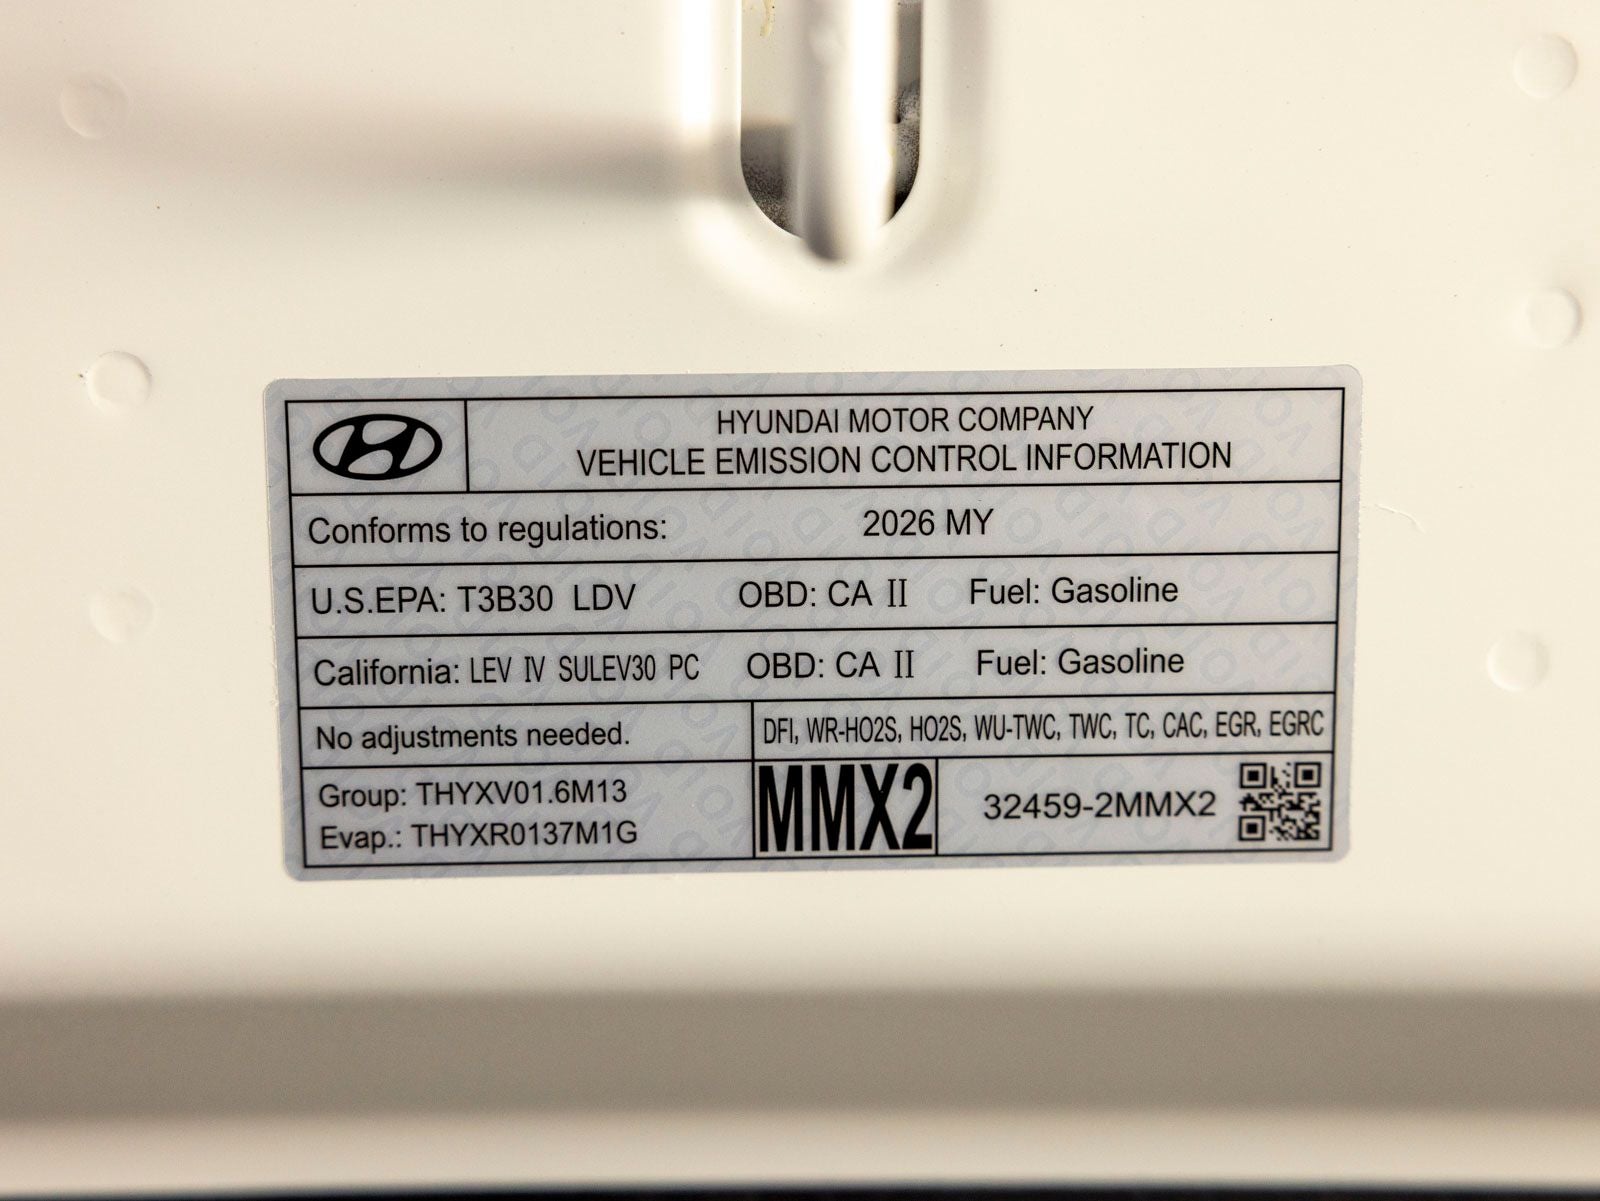 HYUNDAI MOTOR COMPANY
VEHICLE EMISSION CONTROL INFORMATION
Conforms to regulations: 2026 MY
U.S.EPA: T3B30 LDV OBD: CA II Fuel: Gasoline
California: LEV IV SULEV30 PC OBD: CA II Fuel: Gasoline
No adjustments needed. DFI, WR-HO2S, HO2S, WU-TWC, TWC, TC, CAC, EGR, EGRC
Group: THYXV01.6M13
Evap.: THYXR0137M1G
MMX2
32459-2MMX2